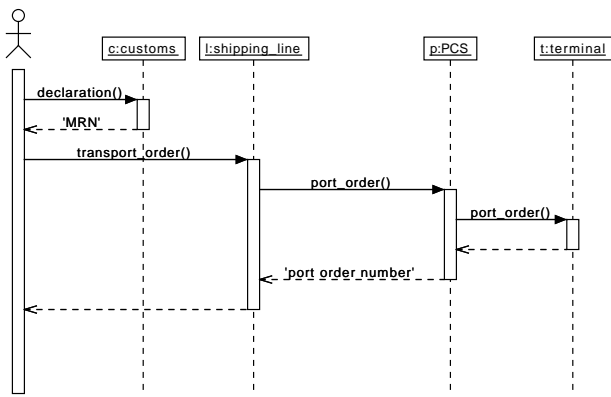 c:customs
l:shipping_line
p:PCS
t:terminal
declaration()
'MRN'
transport_order()
port_order()
port_order()
'port order number'